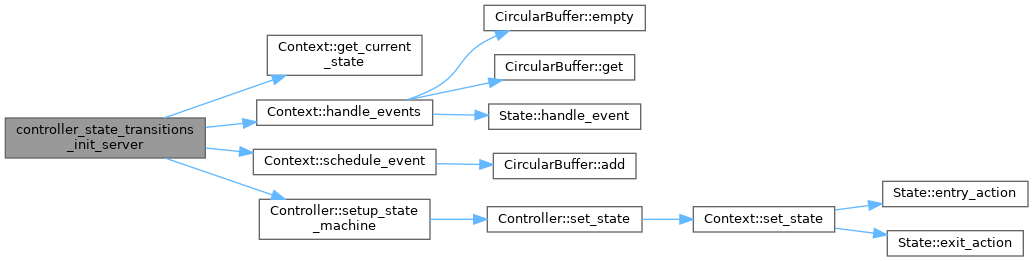 controller_state_transitions
_init_server
Context::get_current
_state
Context::handle_events
CircularBuffer::empty
CircularBuffer::get
State::handle_event
Context::schedule_event
CircularBuffer::add
Controller::setup_state
_machine
Controller::set_state
Context::set_state
State::entry_action
State::exit_action